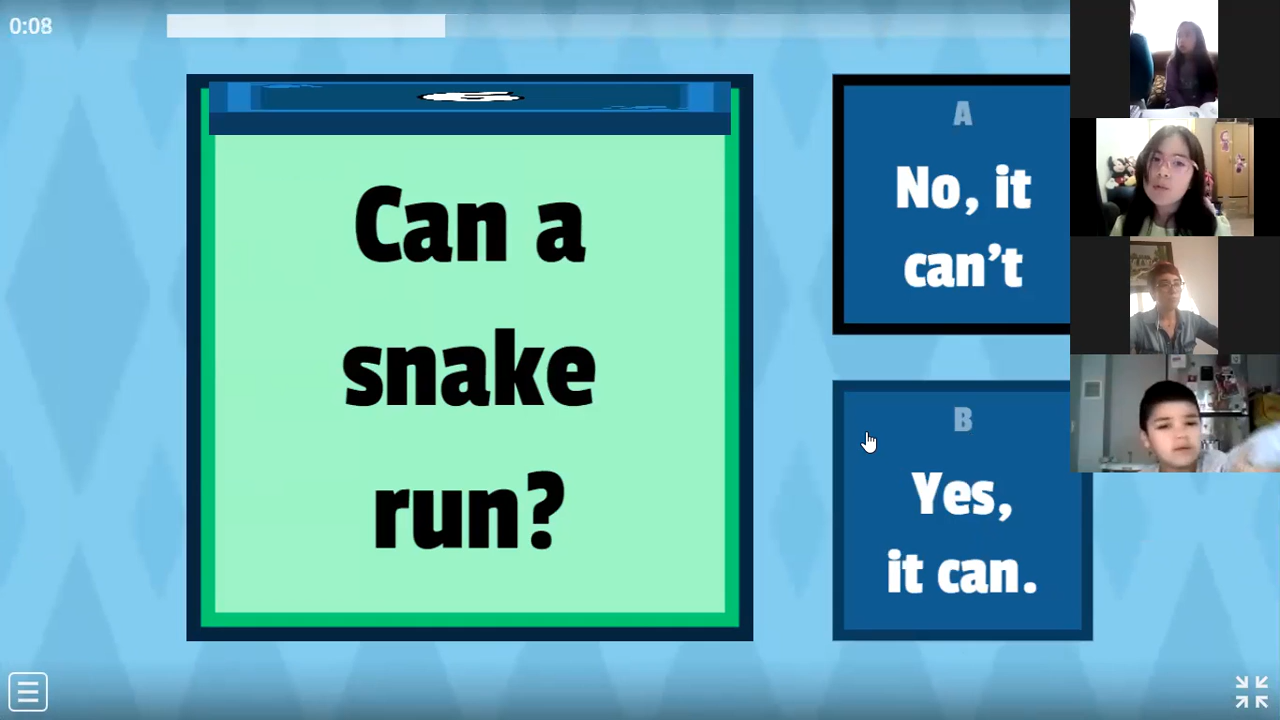 0:08
Can a
snake
run?
A
No, it
can't
B
Yes,
it can.